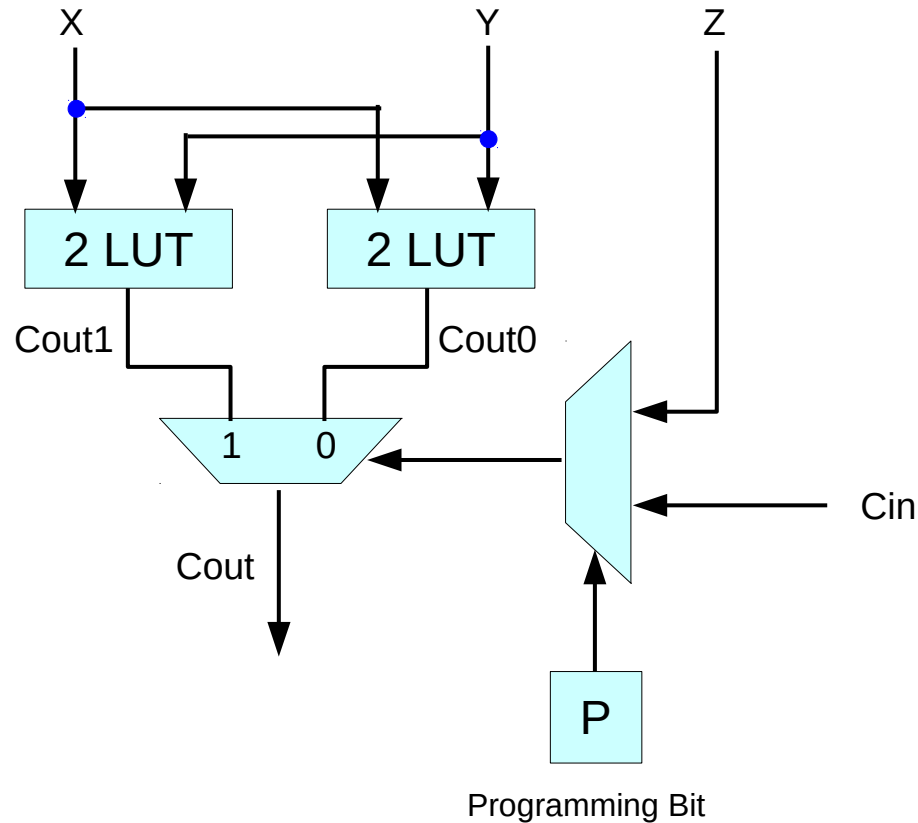 X
Y
Z
2 LUT
2 LUT
Cout1
Cout0
1
0
Cin
Cout
P
Programming Bit